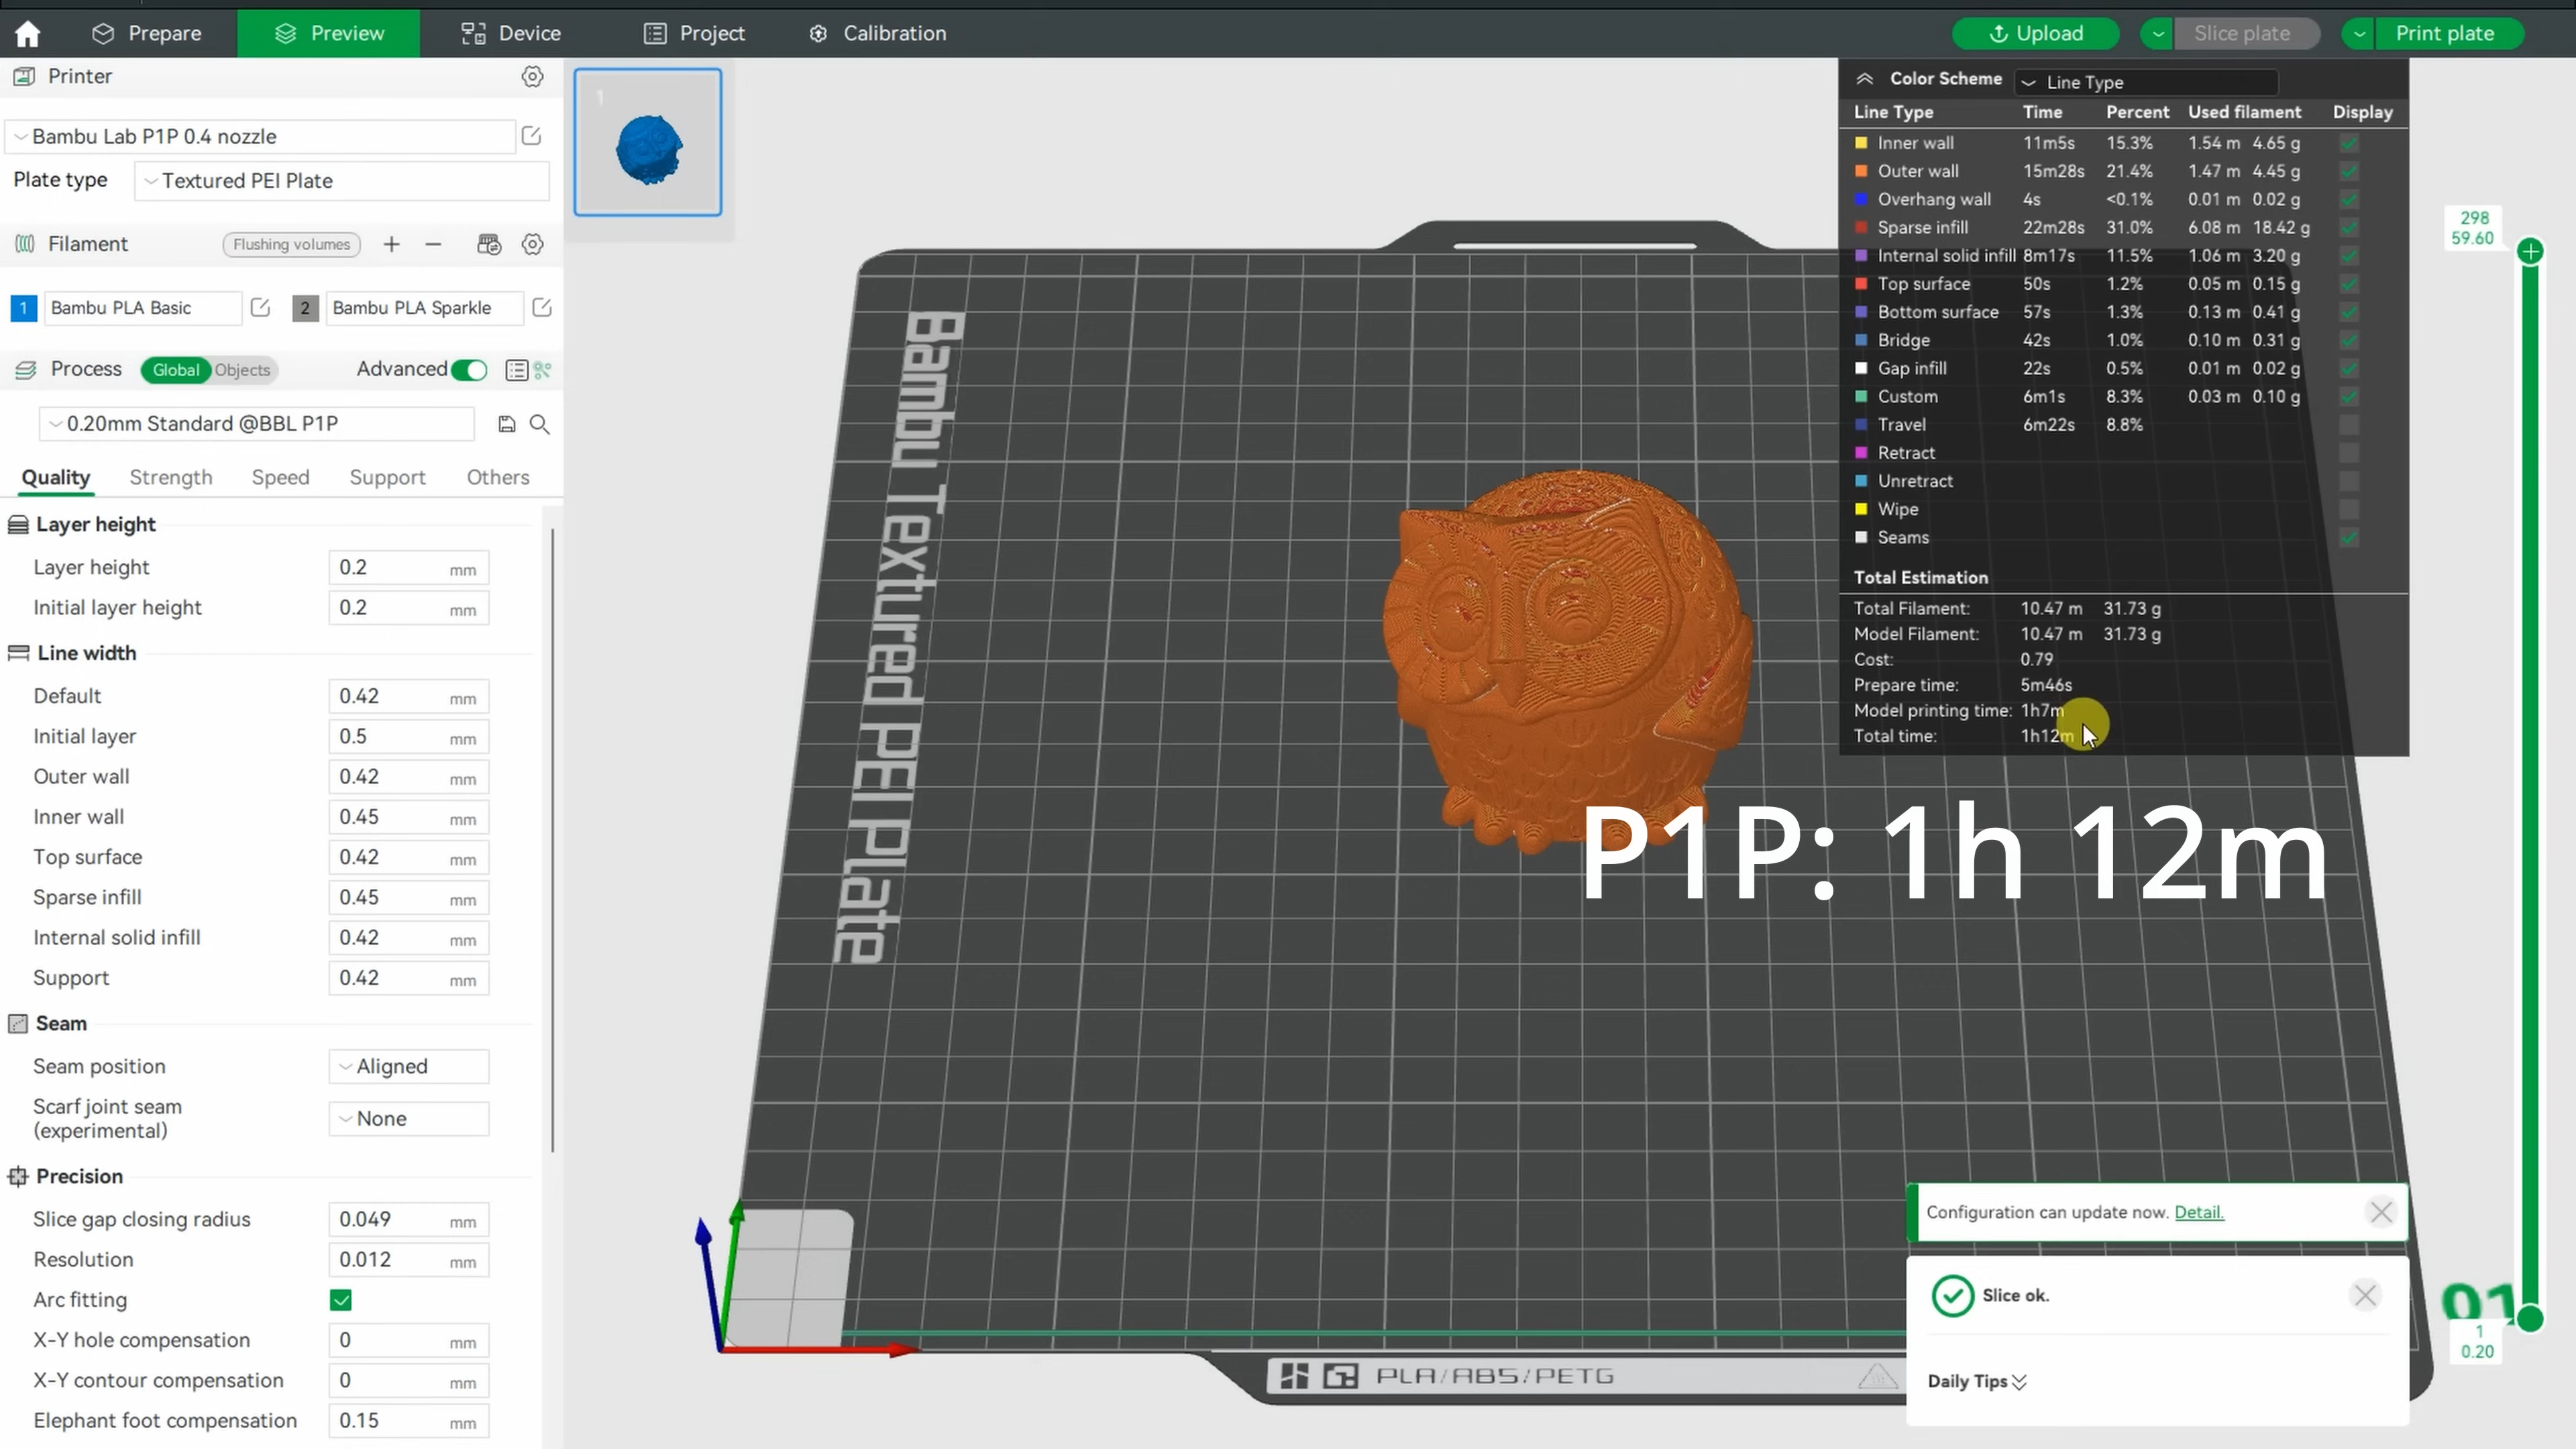 Prepare
Preview
Device
Project
Calibration
Upload
Slice plate
Print plate
Printer
Bambu Lab P1P 0.4 nozzle
Plate type
Textured PEI Plate
Filament
Flushing volumes
1 Bambu PLA Basic
2 Bambu PLA Sparkle
Process
Global Objects
Advanced
0.20mm Standard @BBL P1P
Quality
Strength
Speed
Support
Others
Layer height
Layer height 0.2 mm
Initial layer height 0.2 mm
Line width
Default 0.42 mm
Initial layer 0.5 mm
Outer wall 0.42 mm
Inner wall 0.45 mm
Top surface 0.42 mm
Sparse infill 0.45 mm
Internal solid infill 0.42 mm
Support 0.42 mm
Seam
Seam position Aligned
Scarf joint seam
(experimental) None
Precision
Slice gap closing radius 0.049 mm
Resolution 0.012 mm
Arc fitting
X-Y hole compensation 0 mm
X-Y contour compensation 0 mm
Elephant foot compensation 0.15 mm
1
Bambu Textured PEI Plate
Color Scheme Line Type
Line Type Time Percent Used filament Display
Inner wall 11m5s 15.3% 1.54 m 4.65 g
Outer wall 15m28s 21.4% 1.47 m 4.45 g
Overhang wall 4s <0.1% 0.01 m 0.02 g
Sparse infill 22m28s 31.0% 6.08 m 18.42 g
Internal solid infill 8m17s 11.5% 1.06 m 3.20 g
Top surface 50s 1.2% 0.05 m 0.15 g
Bottom surface 57s 1.3% 0.13 m 0.41 g
Bridge 42s 1.0% 0.10 m 0.31 g
Gap infill 22s 0.5% 0.01 m 0.02 g
Custom 6m1s 8.3% 0.03 m 0.10 g
Travel 6m22s 8.8%
Retract
Unretract
Wipe
Seams
Total Estimation
Total Filament: 10.47 m 31.73 g
Model Filament: 10.47 m 31.73 g
Cost: 0.79
Prepare time: 5m46s
Model printing time: 1h7m
Total time: 1h12m
P1P: 1h 12m
298
59.60
Configuration can update now. Detail.
Slice ok.
Daily Tips
01
1
0.20
PLA/ABS/PETG